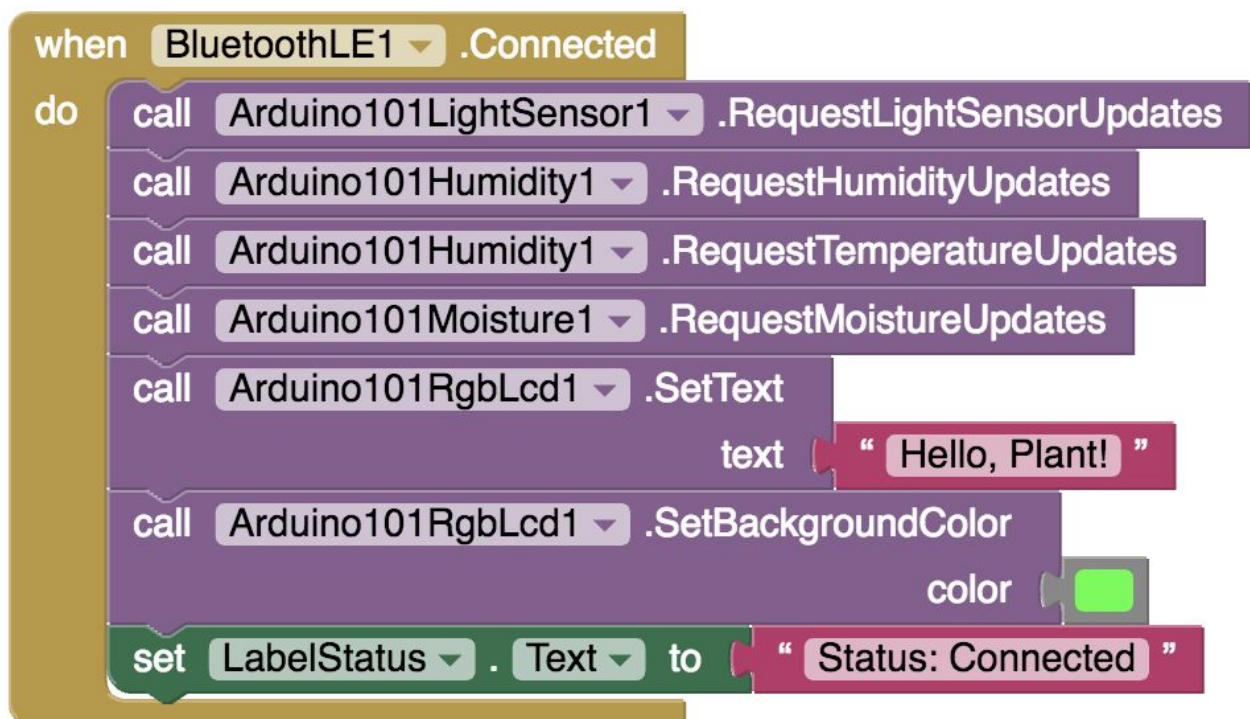 when BluetoothLE1 .Connected
do call Arduino101LightSensor1 .RequestLightSensorUpdates
call Arduino101Humidity1 .RequestHumidityUpdates
call Arduino101Humidity1 .RequestTemperatureUpdates
call Arduino101Moisture1 .RequestMoistureUpdates
call Arduino101RgbLcd1 .SetText
text “ Hello, Plant! ”
call Arduino101RgbLcd1 .SetBackgroundColor
color
set LabelStatus . Text to “ Status: Connected ”